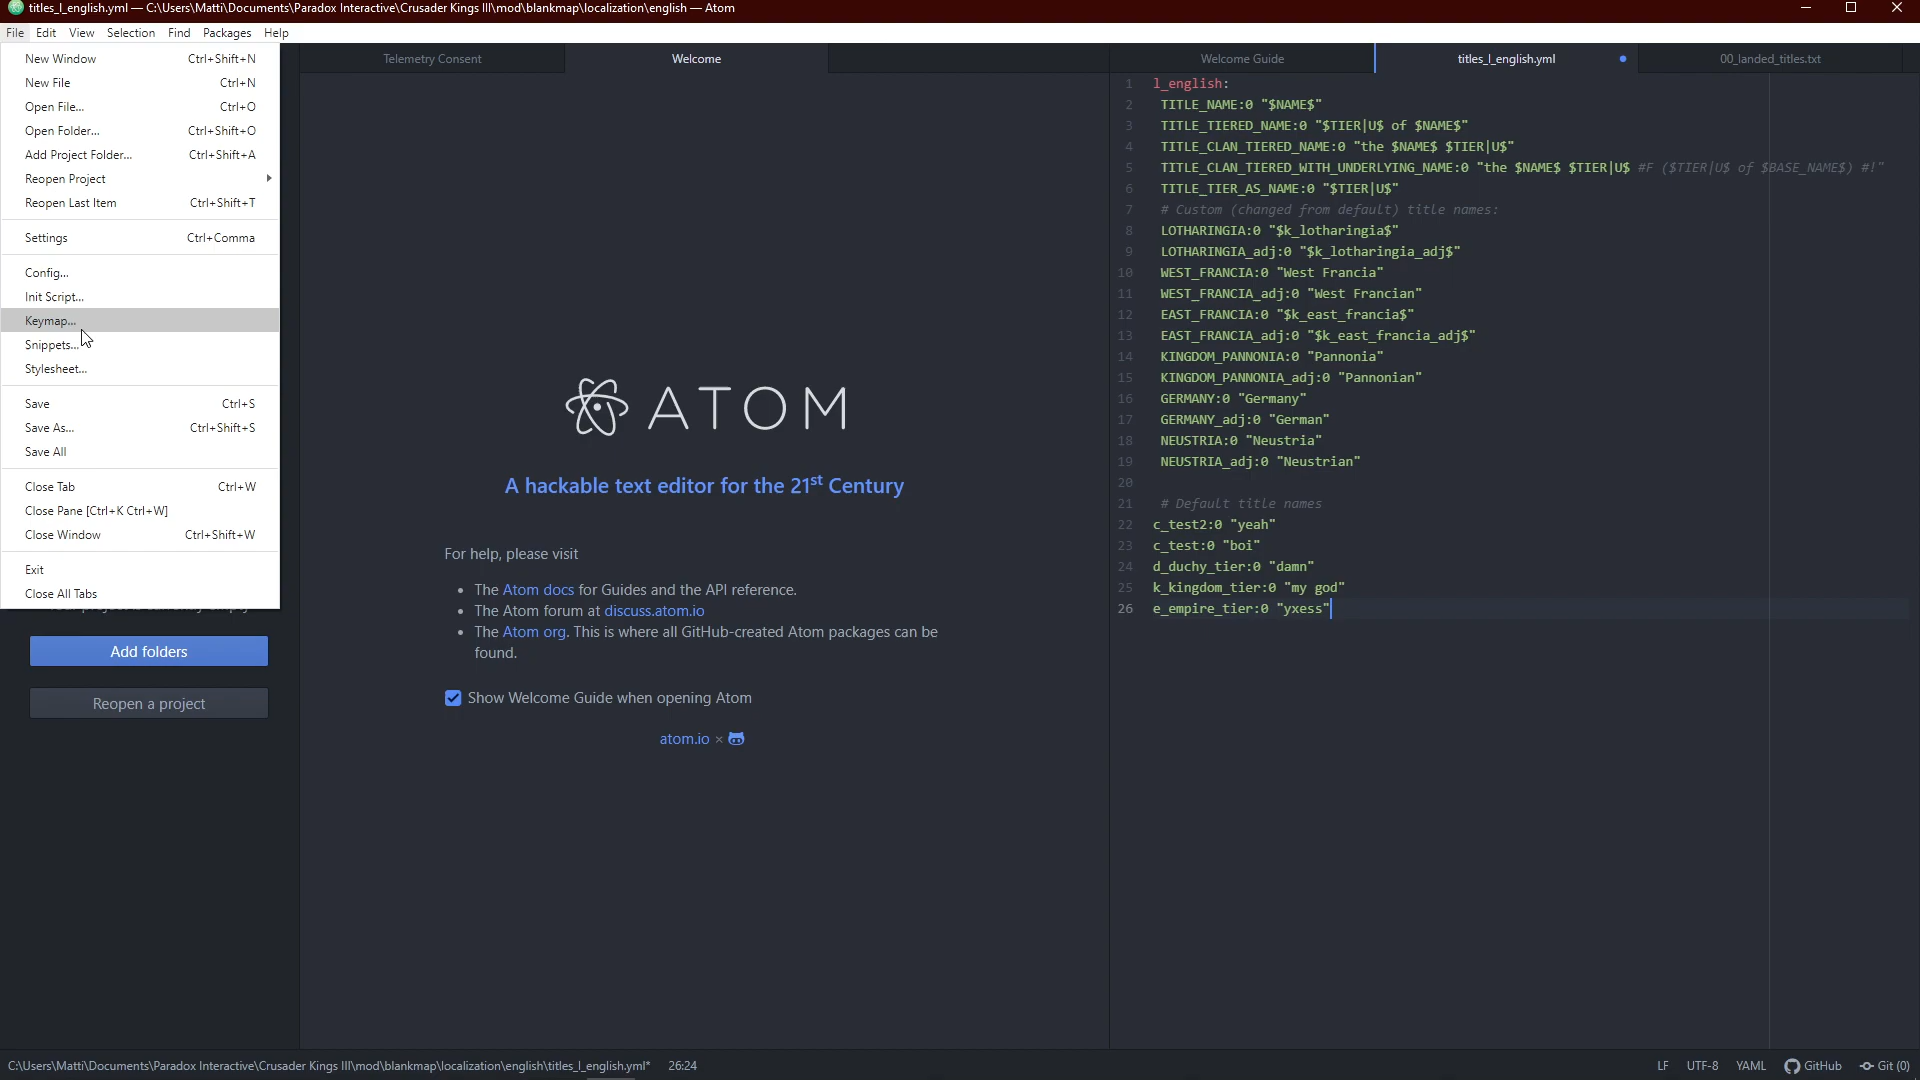 titles_l_english.yml — C:\Users\Matti\Documents\Paradox Interactive\Crusader Kings III\mod\blankmap\localization\english — Atom
File Edit View Selection Find Packages Help
New Window Ctrl+Shift+N
New File Ctrl+N
Open File... Ctrl+O
Open Folder... Ctrl+Shift+O
Add Project Folder... Ctrl+Shift+A
Reopen Project
Reopen Last Item Ctrl+Shift+T
Settings Ctrl+Comma
Config...
Init Script...
Keymap...
Snippets...
Stylesheet...
Save Ctrl+S
Save As... Ctrl+Shift+S
Save All
Close Tab Ctrl+W
Close Pane [Ctrl+K Ctrl+W]
Close Window Ctrl+Shift+W
Exit
Close All Tabs
Add folders
Reopen a project
Telemetry Consent Welcome
ATOM
A hackable text editor for the 21st Century
For help, please visit
• The Atom docs for Guides and the API reference.
• The Atom forum at discuss.atom.io
• The Atom org. This is where all GitHub-created Atom packages can be
found.
Show Welcome Guide when opening Atom
atom.io ×
Welcome Guide titles_l_english.yml 00_landed_titles.txt
1 l_english:
2 TITLE_NAME:0 "$NAME$"
3 TITLE_TIERED_NAME:0 "$TIER|U$ of $NAME$"
4 TITLE_CLAN_TIERED_NAME:0 "the $NAME$ $TIER|U$"
5 TITLE_CLAN_TIERED_WITH_UNDERLYING_NAME:0 "the $NAME$ $TIER|U$ #F ($TIER|U$ of $BASE_NAME$) #!"
6 TITLE_TIER_AS_NAME:0 "$TIER|U$"
7 # Custom (changed from default) title names:
8 LOTHARINGIA:0 "$k_lotharingia$"
9 LOTHARINGIA_adj:0 "$k_lotharingia_adj$"
10 WEST_FRANCIA:0 "West Francia"
11 WEST_FRANCIA_adj:0 "West Francian"
12 EAST_FRANCIA:0 "$k_east_francia$"
13 EAST_FRANCIA_adj:0 "$k_east_francia_adj$"
14 KINGDOM_PANNONIA:0 "Pannonia"
15 KINGDOM_PANNONIA_adj:0 "Pannonian"
16 GERMANY:0 "Germany"
17 GERMANY_adj:0 "German"
18 NEUSTRIA:0 "Neustria"
19 NEUSTRIA_adj:0 "Neustrian"
20
21 # Default title names
22 c_test2:0 "yeah"
23 c_test:0 "boi"
24 d_duchy_tier:0 "damn"
25 k_kingdom_tier:0 "my god"
26 e_empire_tier:0 "yxess"
C:\Users\Matti\Documents\Paradox Interactive\Crusader Kings III\mod\blankmap\localization\english\titles_l_english.yml* 26:24 LF UTF-8 YAML GitHub Git (0)